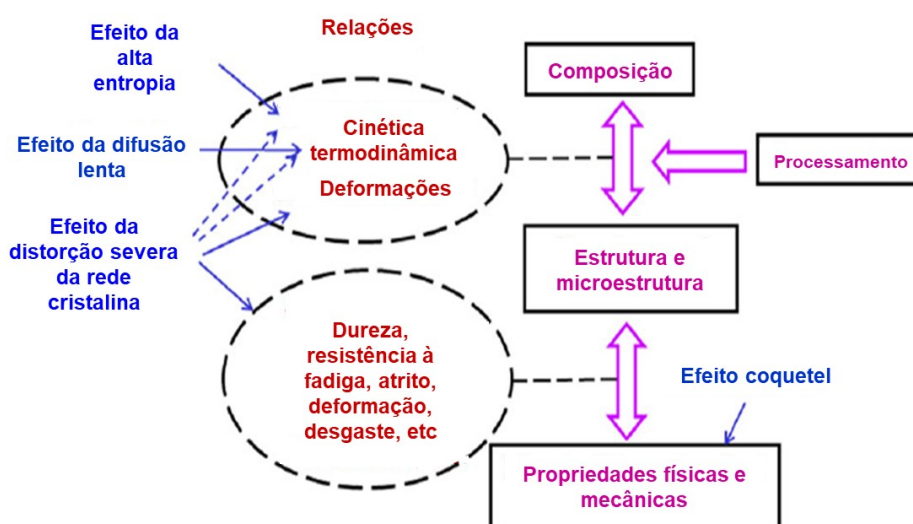 Efeito da
alta
entropia
Relações
Composição
Efeito da difusão
lenta
Cinética
termodinâmica
Deformações
Processamento
Efeito da
distorção severa
da rede
cristalina
Estrutura e
microestrutura
Dureza,
resistência à
fadiga, atrito,
deformação,
desgaste, etc
Efeito coquetel
Propriedades físicas e
mecânicas